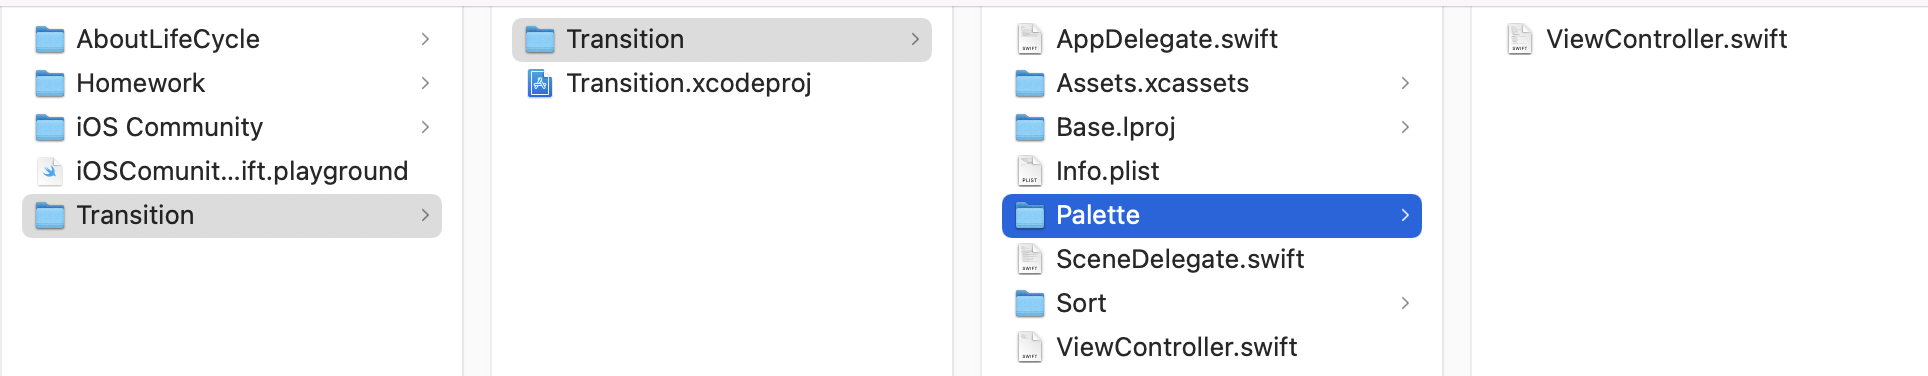 AboutLifeCycle
Homework
iOS Community
iOSComunit...ift.playground
Transition
Transition
Transition.xcodeproj
AppDelegate.swift
Assets.xcassets
Base.lproj
Info.plist
Palette
SceneDelegate.swift
Sort
ViewController.swift
ViewController.swift